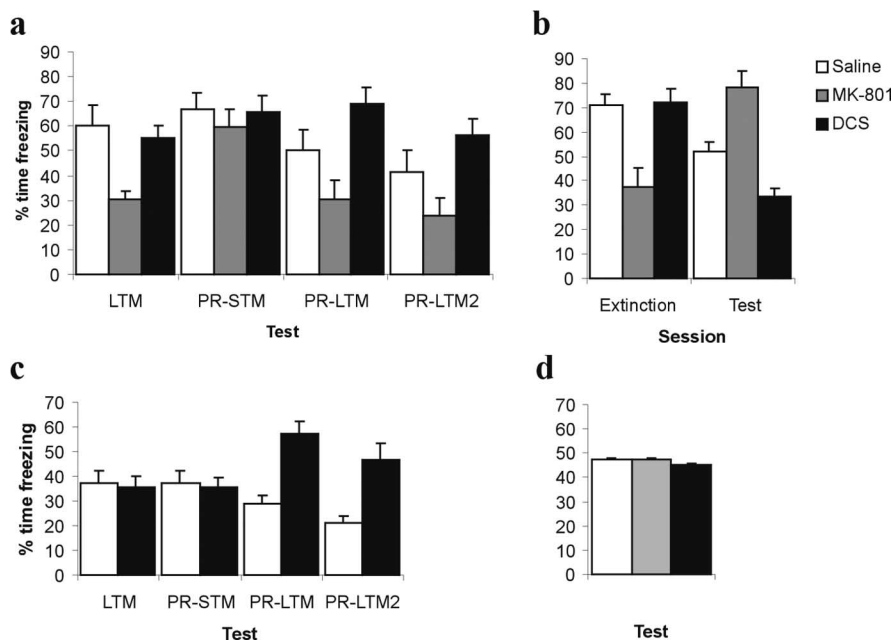 a
% time freezing
90
80
70
60
50
40
30
20
10
0
LTM PR-STM PR-LTM PR-LTM2
Test
b
90
80
70
60
50
40
30
20
10
0
Extinction Test
Session
Saline
MK-801
DCS
c
% time freezing
70
60
50
40
30
20
10
0
LTM PR-STM PR-LTM PR-LTM2
Test
d
70
60
50
40
30
20
10
0
Test